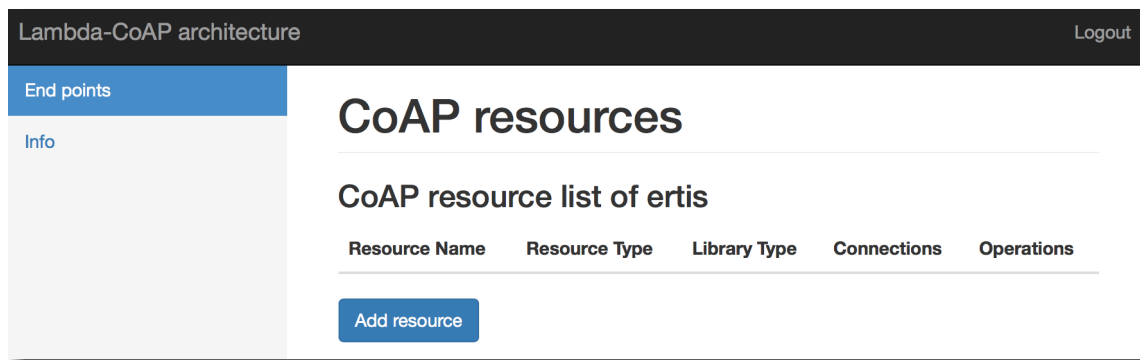 Lambda-CoAP architecture
Logout
End points
Info
CoAP resources
CoAP resource list of ertis
Resource Name Resource Type Library Type Connections Operations
Add resource